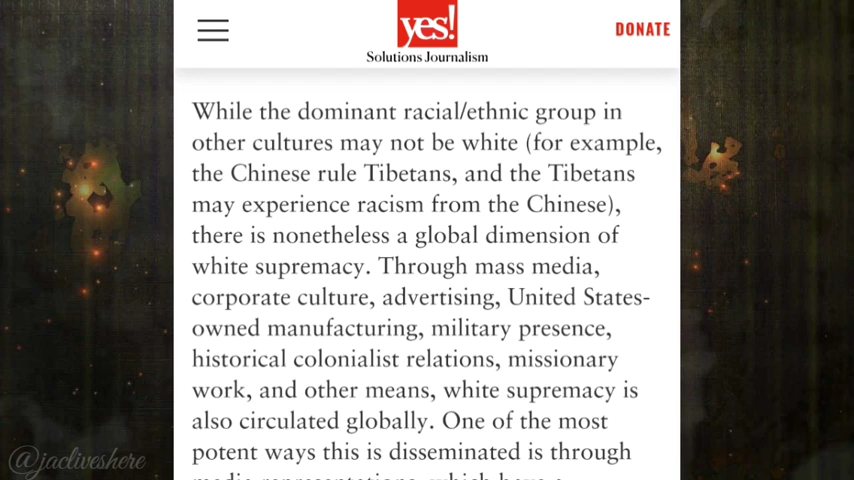 yes!
DONATE
Solutions Journalism
While the dominant racial/ethnic group in
other cultures may not be white (for example,
the Chinese rule Tibetans, and the Tibetans
may experience racism from the Chinese),
there is nonetheless a global dimension of
white supremacy. Through mass media,
corporate culture, advertising, United States-
owned manufacturing, military presence,
historical colonialist relations, missionary
work, and other means, white supremacy is
also circulated globally. One of the most
potent ways this is disseminated is through
@jacliveshere